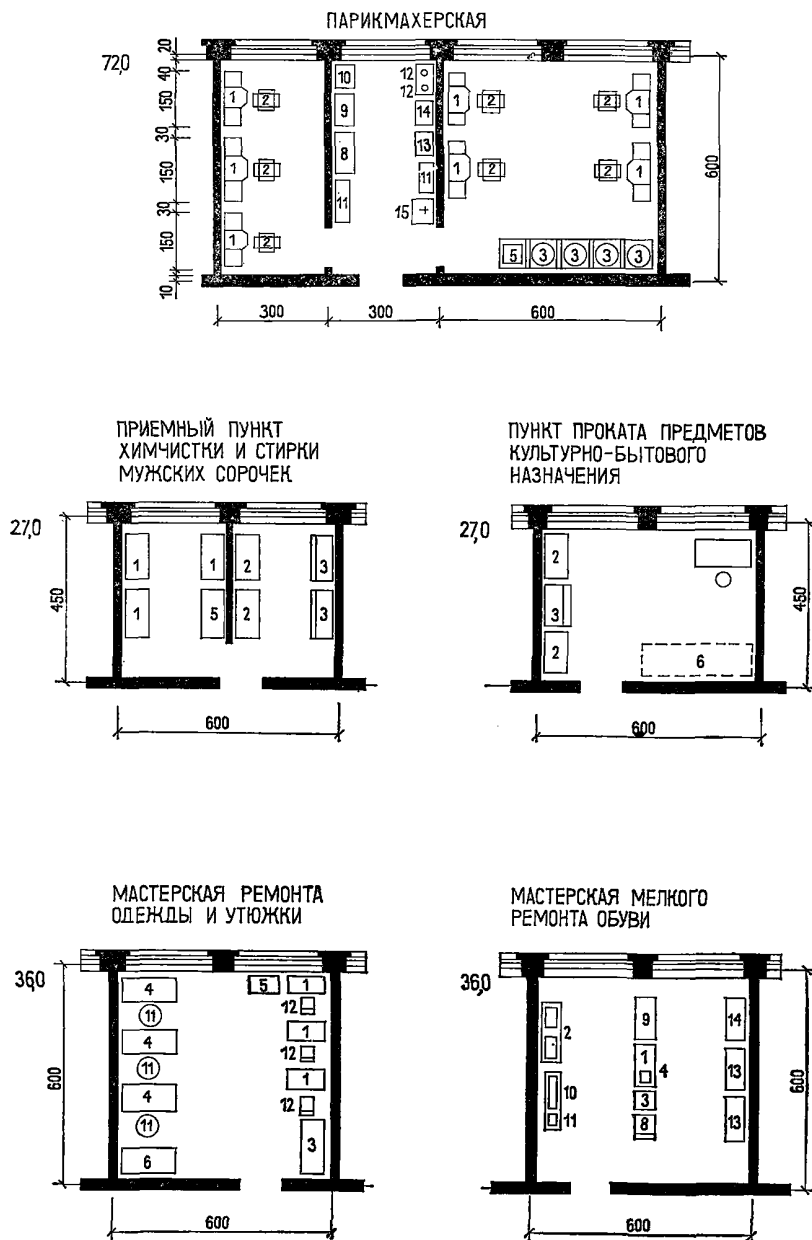 ПАРИКМАХЕРСКАЯ
72,0
20
40
150
30
150
30
150
10
1 2
1 2
1 2
10
9
8
11
12
12
14
13
11
15
1 2
2 1
1 2
2 1
5 3 3 3 3
600
300 300 600
ПРИЕМНЫЙ ПУНКТ
ХИМЧИСТКИ И СТИРКИ
МУЖСКИХ СОРОЧЕК
27,0
450
1 1 2 3
1 5 2 3
600
ПУНКТ ПРОКАТА ПРЕДМЕТОВ
КУЛЬТУРНО-БЫТОВОГО
НАЗНАЧЕНИЯ
27,0
2
3
2
6
450
600
МАСТЕРСКАЯ РЕМОНТА
ОДЕЖДЫ И УТЮЖКИ
36,0
600
4 5 1
11 12
4 1
11 12
4 1
11 12
6 3
600
МАСТЕРСКАЯ МЕЛКОГО
РЕМОНТА ОБУВИ
36,0
2 9 14
1 4
10 3 13
11 8 13
600
600